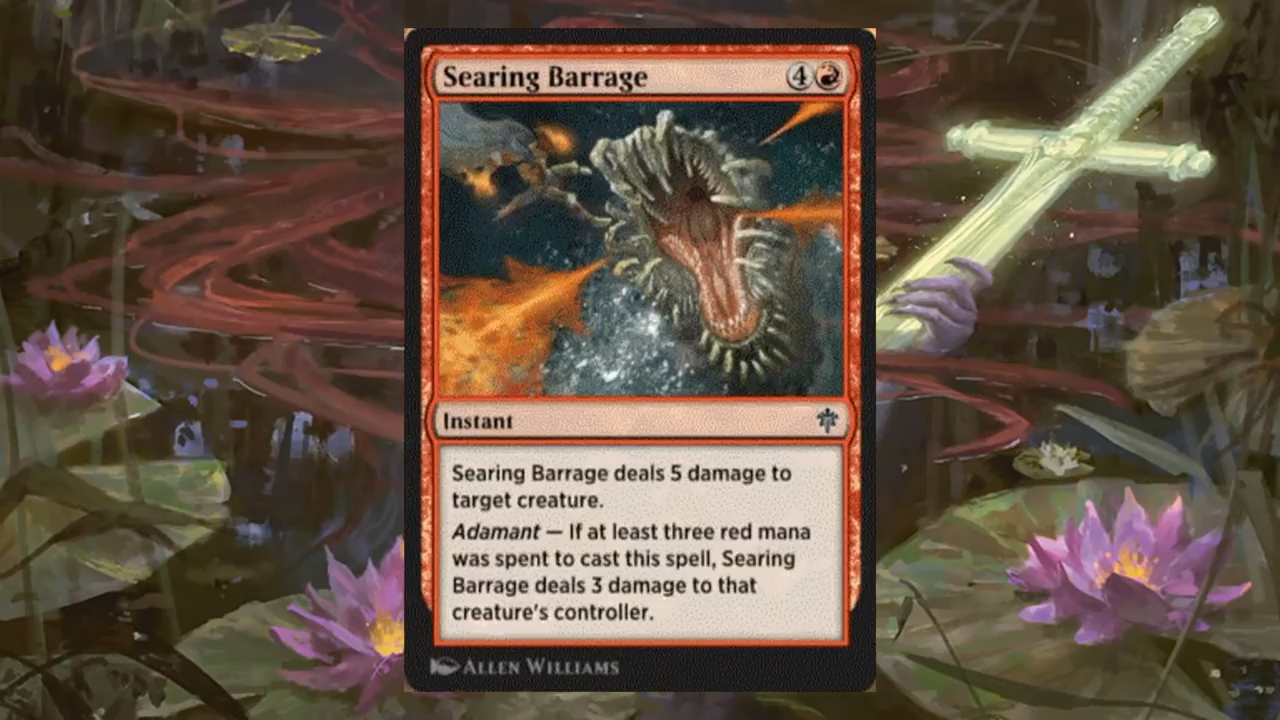 Searing Barrage 4
Instant
Searing Barrage deals 5 damage to
target creature.
Adamant — If at least three red mana
was spent to cast this spell, Searing
Barrage deals 3 damage to that
creature's controller.
Allen Williams